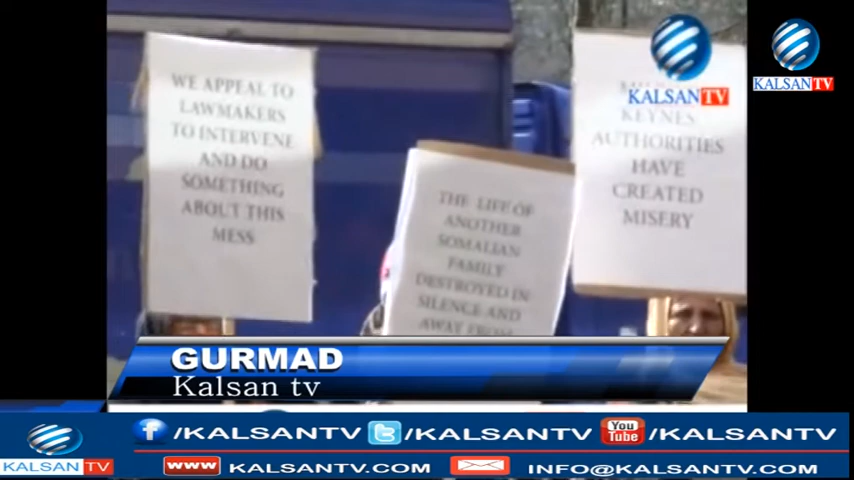 WE APPEAL TO
LAWMAKERS
TO INTERVENE
AND DO
SOMETHING
ABOUT THIS
MESS
THE LIFE OF
ANOTHER
SOMALIAN
FAMILY
DESTROYED IN
SILENCE AND
AWAY FROM
KEYNES
AUTHORITIES
HAVE
CREATED
MISERY
KALSAN TV
KALSAN TV
GURMAD
Kalsan tv
KALSAN TV
/KALSANTV
/KALSANTV
You Tube
/KALSANTV
www
KALSANTV.COM
INFO@KALSANTV.COM